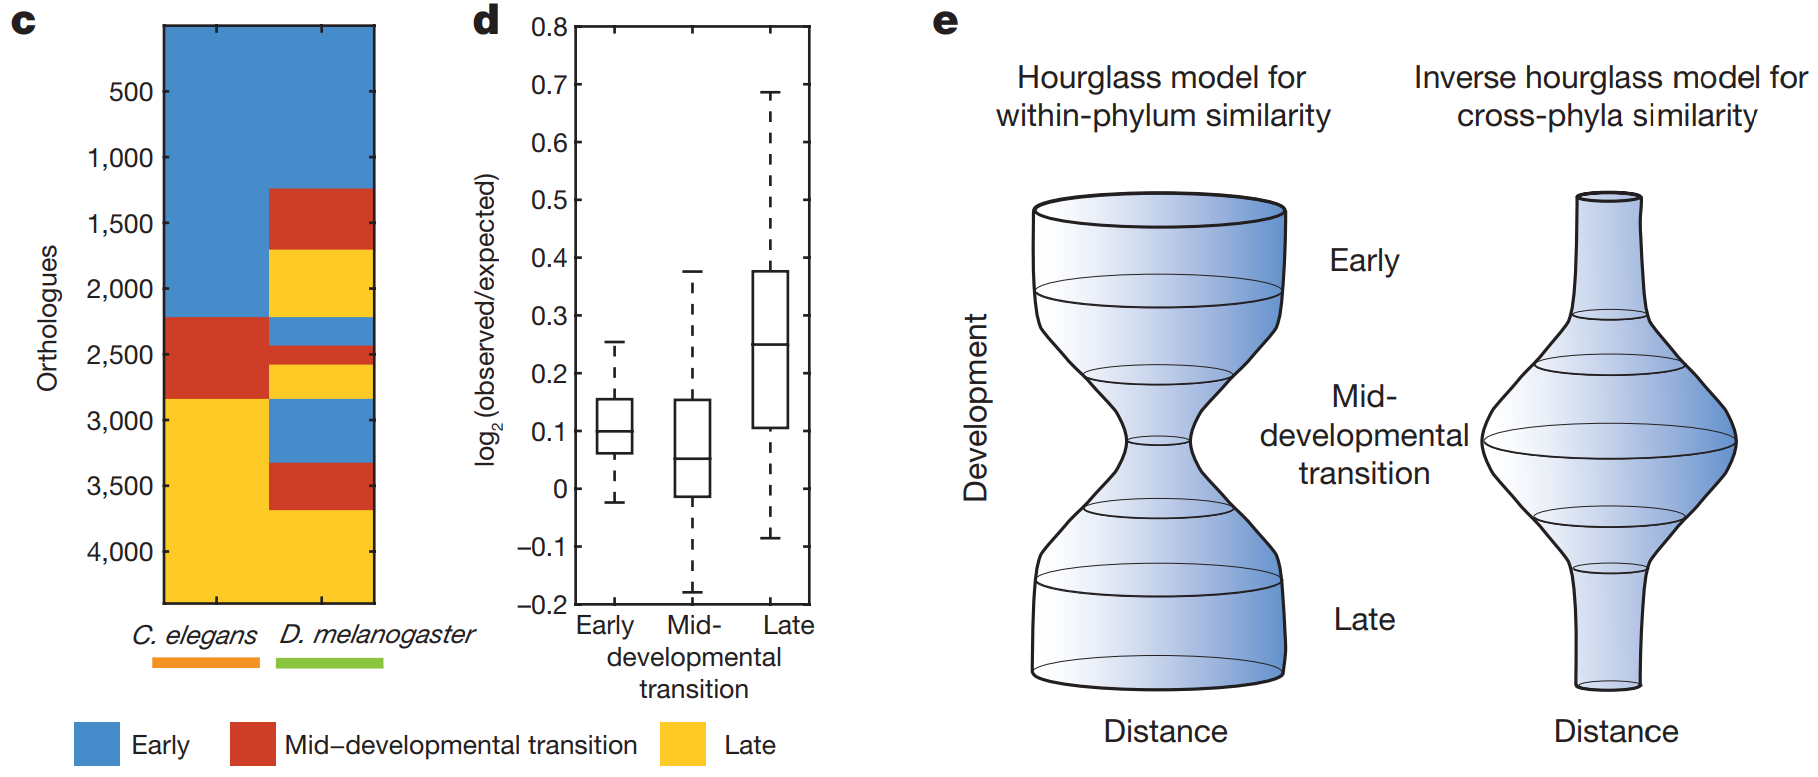 c
500
1,000
1,500
2,000
2,500
3,000
3,500
4,000
Orthologues
C. elegans
D. melanogaster
Early
Mid–developmental transition
Late
d
0.8
0.7
0.6
0.5
0.4
0.3
0.2
0.1
0
–0.1
–0.2
log2 (observed/expected)
Early
Mid-
developmental
transition
Late
e
Hourglass model for
within-phylum similarity
Inverse hourglass model for
cross-phyla similarity
Development
Early
Mid-
developmental
transition
Late
Distance
Distance